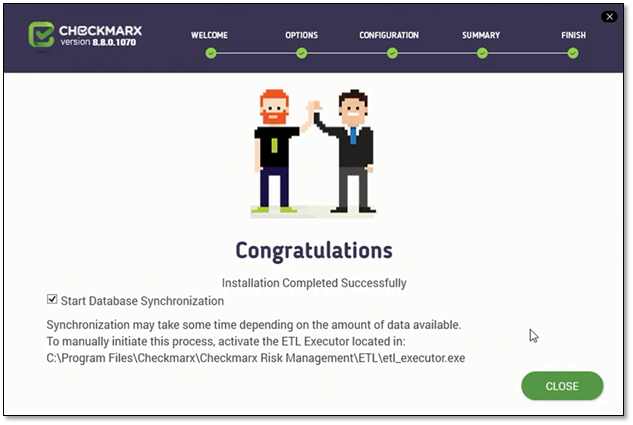 CHECKMARX
version 8.8.0.1070
WELCOME
OPTIONS
CONFIGURATION
SUMMARY
FINISH
Congratulations
Installation Completed Successfully
Start Database Synchronization
Synchronization may take some time depending on the amount of data available.
To manually initiate this process, activate the ETL Executor located in:
C:\Program Files\Checkmarx\Checkmarx Risk Management\ETL\etl_executor.exe
CLOSE